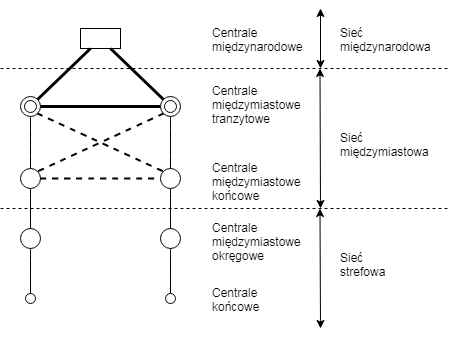 Centrale
międzynarodowe
Sieć
międzynarodowa
Centrale
międzymiastowe
tranzytowe
Sieć
międzymiastowa
Centrale
międzymiastowe
końcowe
Centrale
międzymiastowe
okręgowe
Sieć
strefowa
Centrale
końcowe